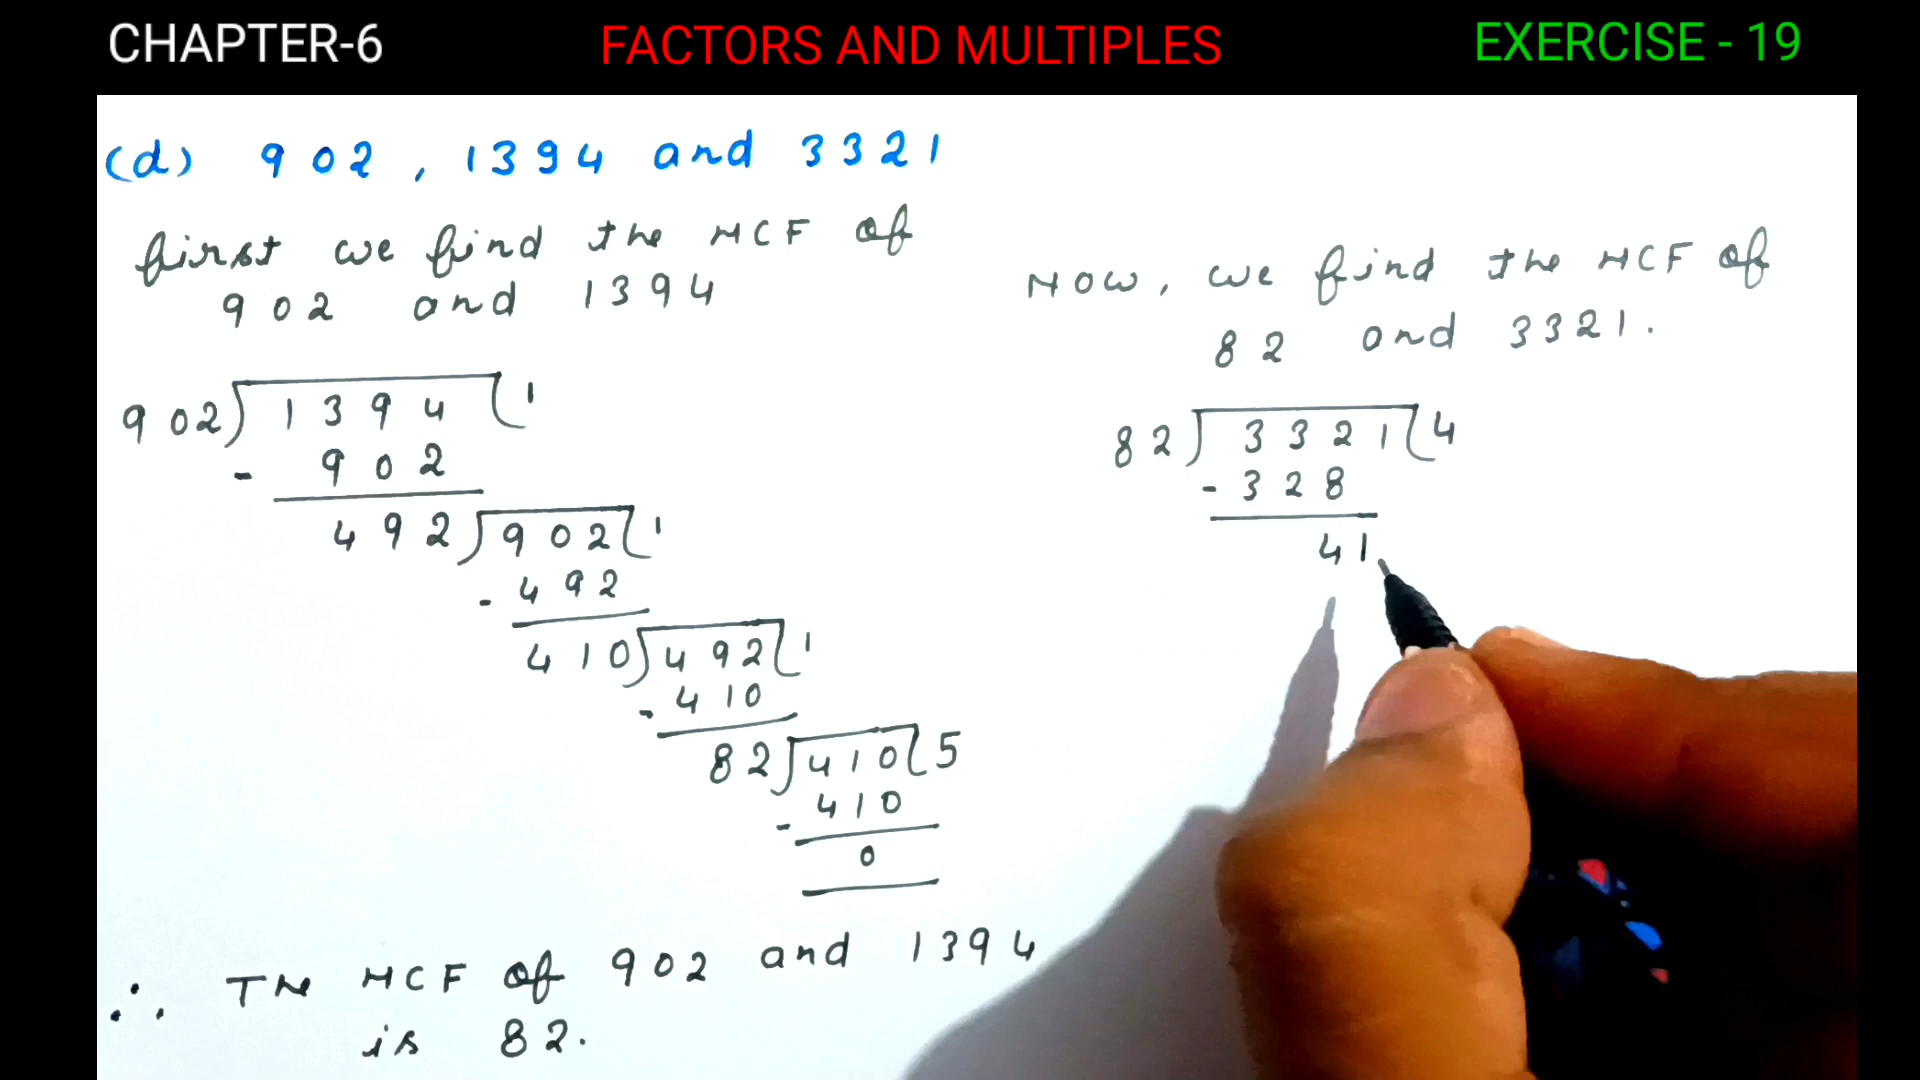 CHAPTER-6 FACTORS AND MULTIPLES EXERCISE - 19
(d) 902, 1394 and 3321
first we find the HCF of
902 and 1394
902) 1394 (1
- 902
492) 902 (1
- 492
410) 492 (1
- 410
82) 410 (5
- 410
0
∴ The HCF of 902 and 1394
is 82.
Now, we find the HCF of
82 and 3321.
82) 3321 (4
- 328
41